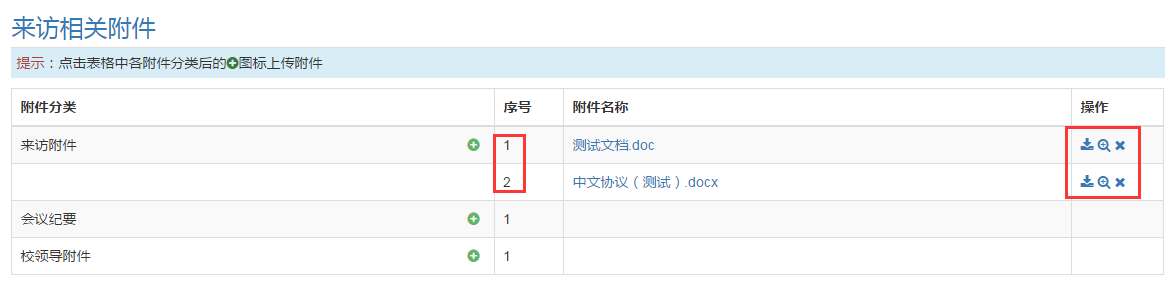 来访相关附件
提示：点击表格中各附件分类后的图标上传附件
附件分类 序号 附件名称 操作
来访附件 1 测试文档.doc
2 中文协议（测试）.docx
会议纪要 1
校领导附件 1